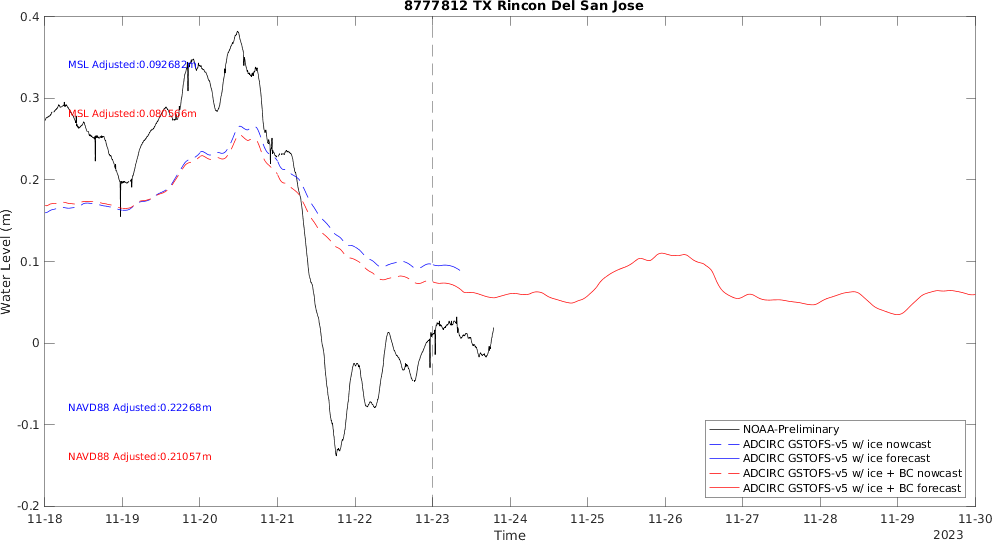 8777812 TX Rincon Del San Jose
Water Level (m)
0.4
0.3
0.2
0.1
0
-0.1
-0.2
MSL Adjusted:0.092682m
MSL Adjusted:0.080566m
NAVD88 Adjusted:0.22268m
NAVD88 Adjusted:0.21057m
NOAA-Preliminary
ADCIRC GSTOFS-v5 w/ ice nowcast
ADCIRC GSTOFS-v5 w/ ice forecast
ADCIRC GSTOFS-v5 w/ ice + BC nowcast
ADCIRC GSTOFS-v5 w/ ice + BC forecast
11-18 11-19 11-20 11-21 11-22 11-23 11-24 11-25 11-26 11-27 11-28 11-29 11-30
Time
2023